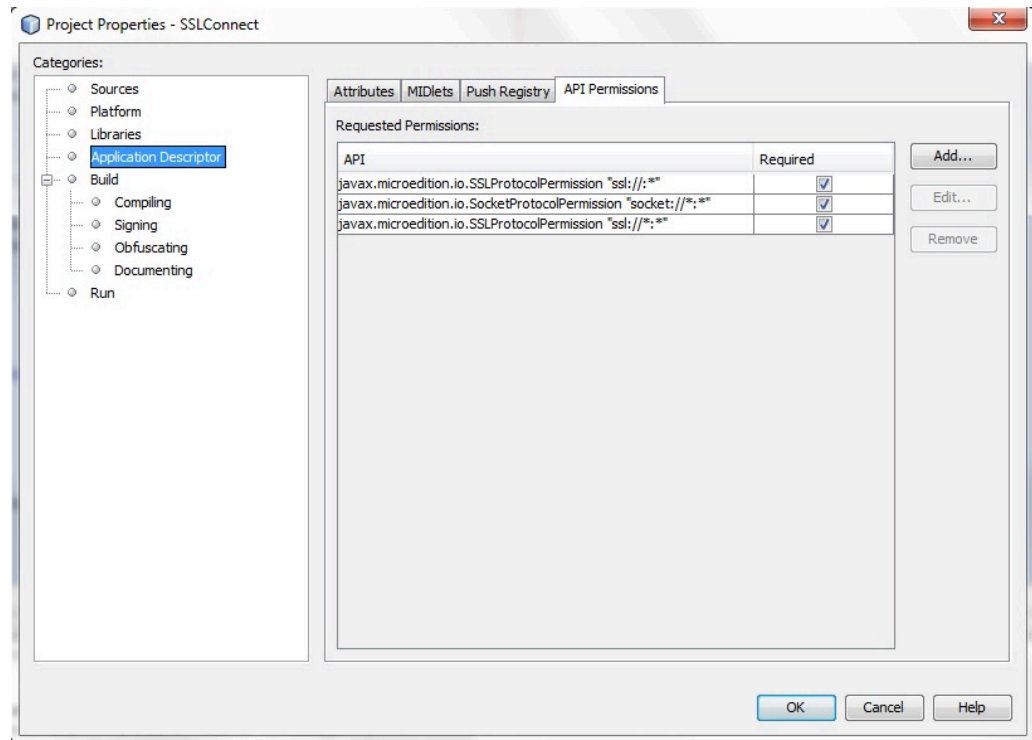 Project Properties - SSLConnect
Categories:
Sources
Platform
Libraries
Application Descriptor
Build
Compiling
Signing
Obfuscating
Documenting
Run
Attributes MIDlets Push Registry API Permissions
Requested Permissions:
API Required
javax.microedition.io.SSLProtocolPermission "ssl://:*"
javax.microedition.io.SocketProtocolPermission "socket://*:*"
javax.microedition.io.SSLProtocolPermission "ssl://*:*"
Add...
Edit...
Remove
OK Cancel Help